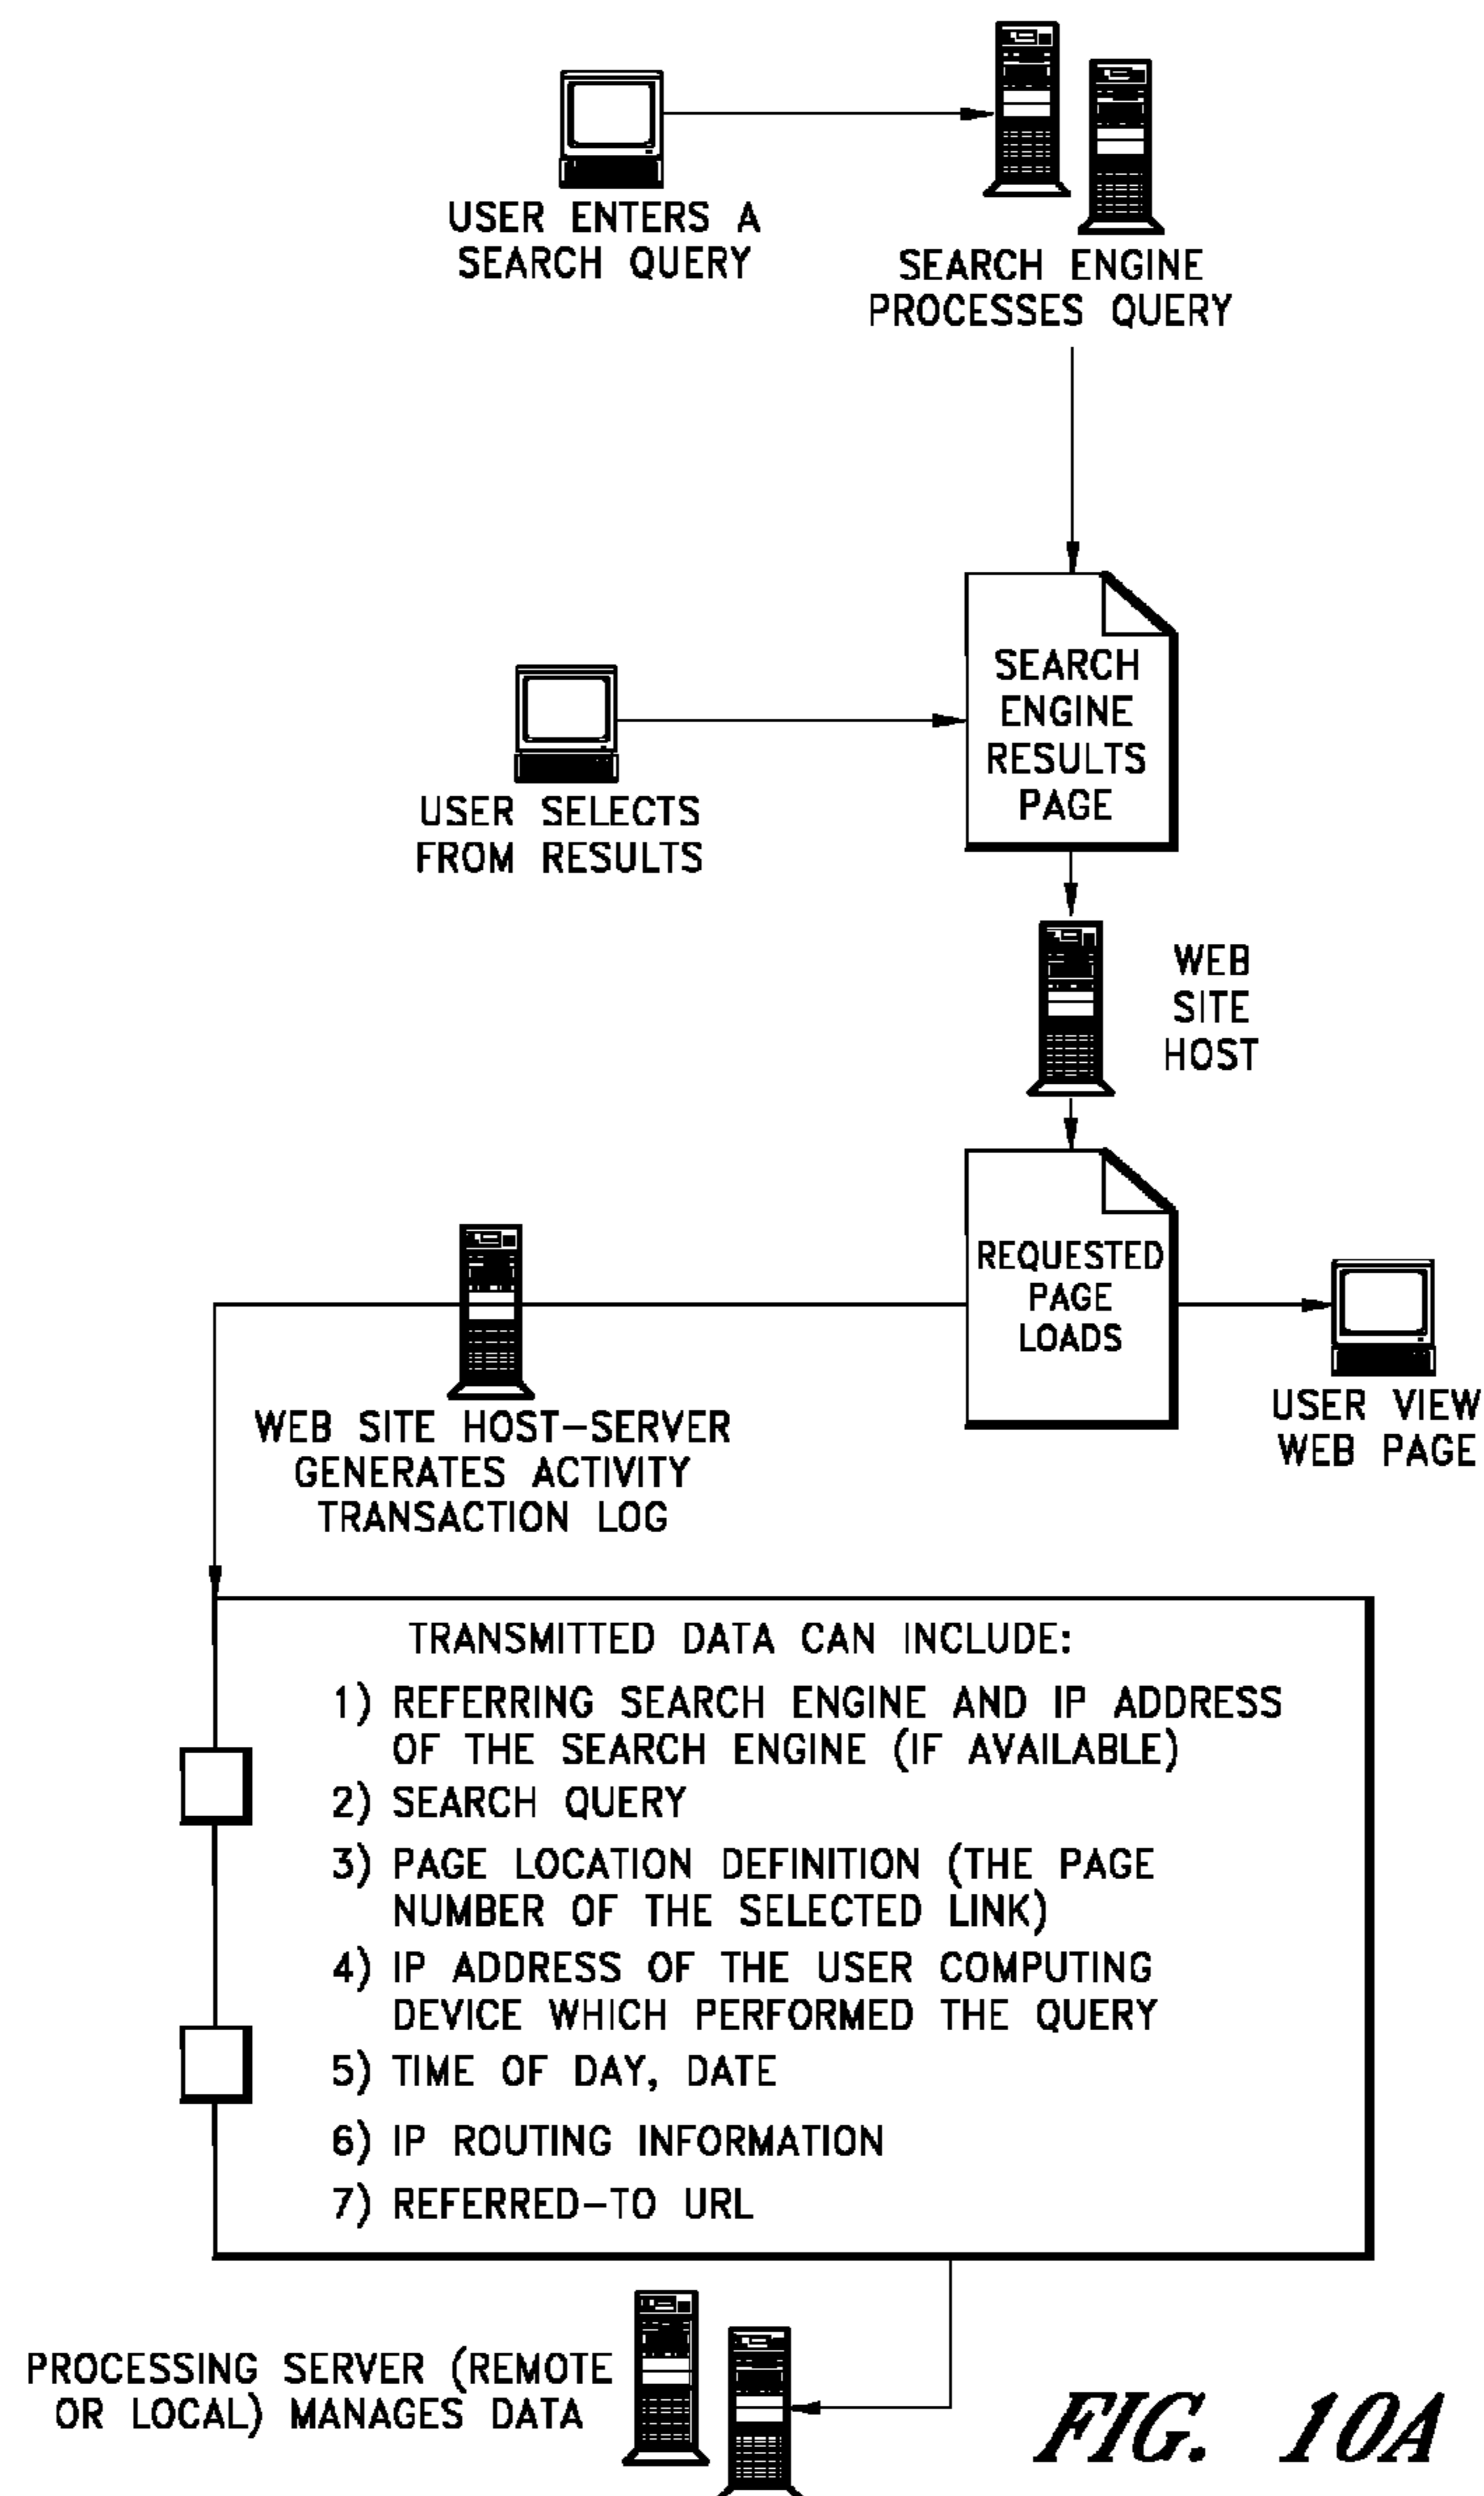 USER ENTERS A
SEARCH QUERY
SEARCH ENGINE
PROCESSES QUERY
SEARCH
ENGINE
RESULTS
PAGE
USER SELECTS
FROM RESULTS
WEB
SITE
HOST
REQUESTED
PAGE
LOADS
USER VIEW
WEB PAGE
WEB SITE HOST-SERVER
GENERATES ACTIVITY
TRANSACTION LOG
TRANSMITTED DATA CAN INCLUDE:
1) REFERRING SEARCH ENGINE AND IP ADDRESS
OF THE SEARCH ENGINE (IF AVAILABLE)
2) SEARCH QUERY
3) PAGE LOCATION DEFINITION (THE PAGE
NUMBER OF THE SELECTED LINK)
4) IP ADDRESS OF THE USER COMPUTING
DEVICE WHICH PERFORMED THE QUERY
5) TIME OF DAY, DATE
6) IP ROUTING INFORMATION
7) REFERRED-TO URL
PROCESSING SERVER (REMOTE
OR LOCAL) MANAGES DATA
FIG. 10A